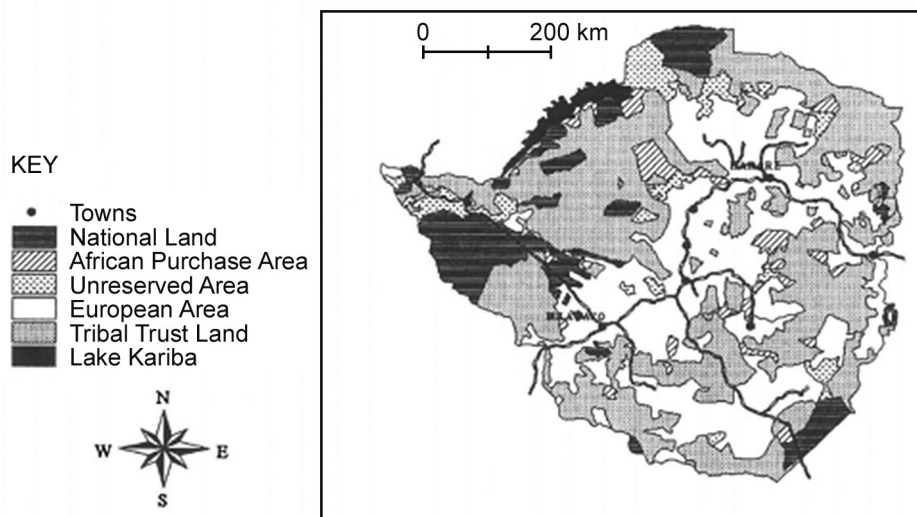 0 200 km
KEY
Towns
National Land
African Purchase Area
Unreserved Area
European Area
Tribal Trust Land
Lake Kariba
N
W E
S